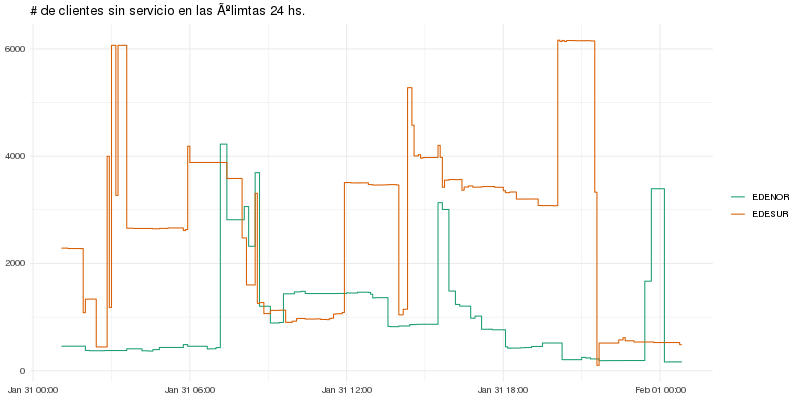 # de clientes sin servicio en las Ãºlimtas 24 hs.
6000
4000
2000
0
Jan 31 00:00 Jan 31 06:00 Jan 31 12:00 Jan 31 18:00 Feb 01 00:00
EDENOR
EDESUR